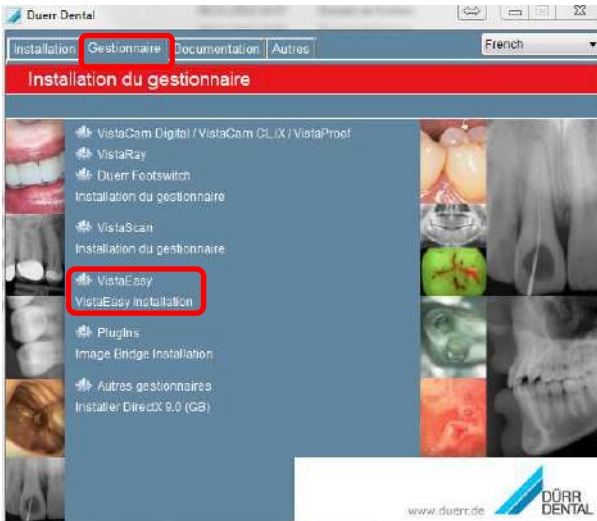 Duerr Dental
Installation Gestionnaire Documentation Autres French
Installation du gestionnaire
VistaCam Digital / VistaCam CL.iX / VistaProof
VistaRay
Duerr Footswitch
Installation du gestionnaire
VistaScan
Installation du gestionnaire
VistaEasy
VistaEasy Installation
PlugIns
Image Bridge Installation
Autres gestionnaires
Installer DirectX 9.0 (GB)
www.duerr.de
DÜRR
DENTAL